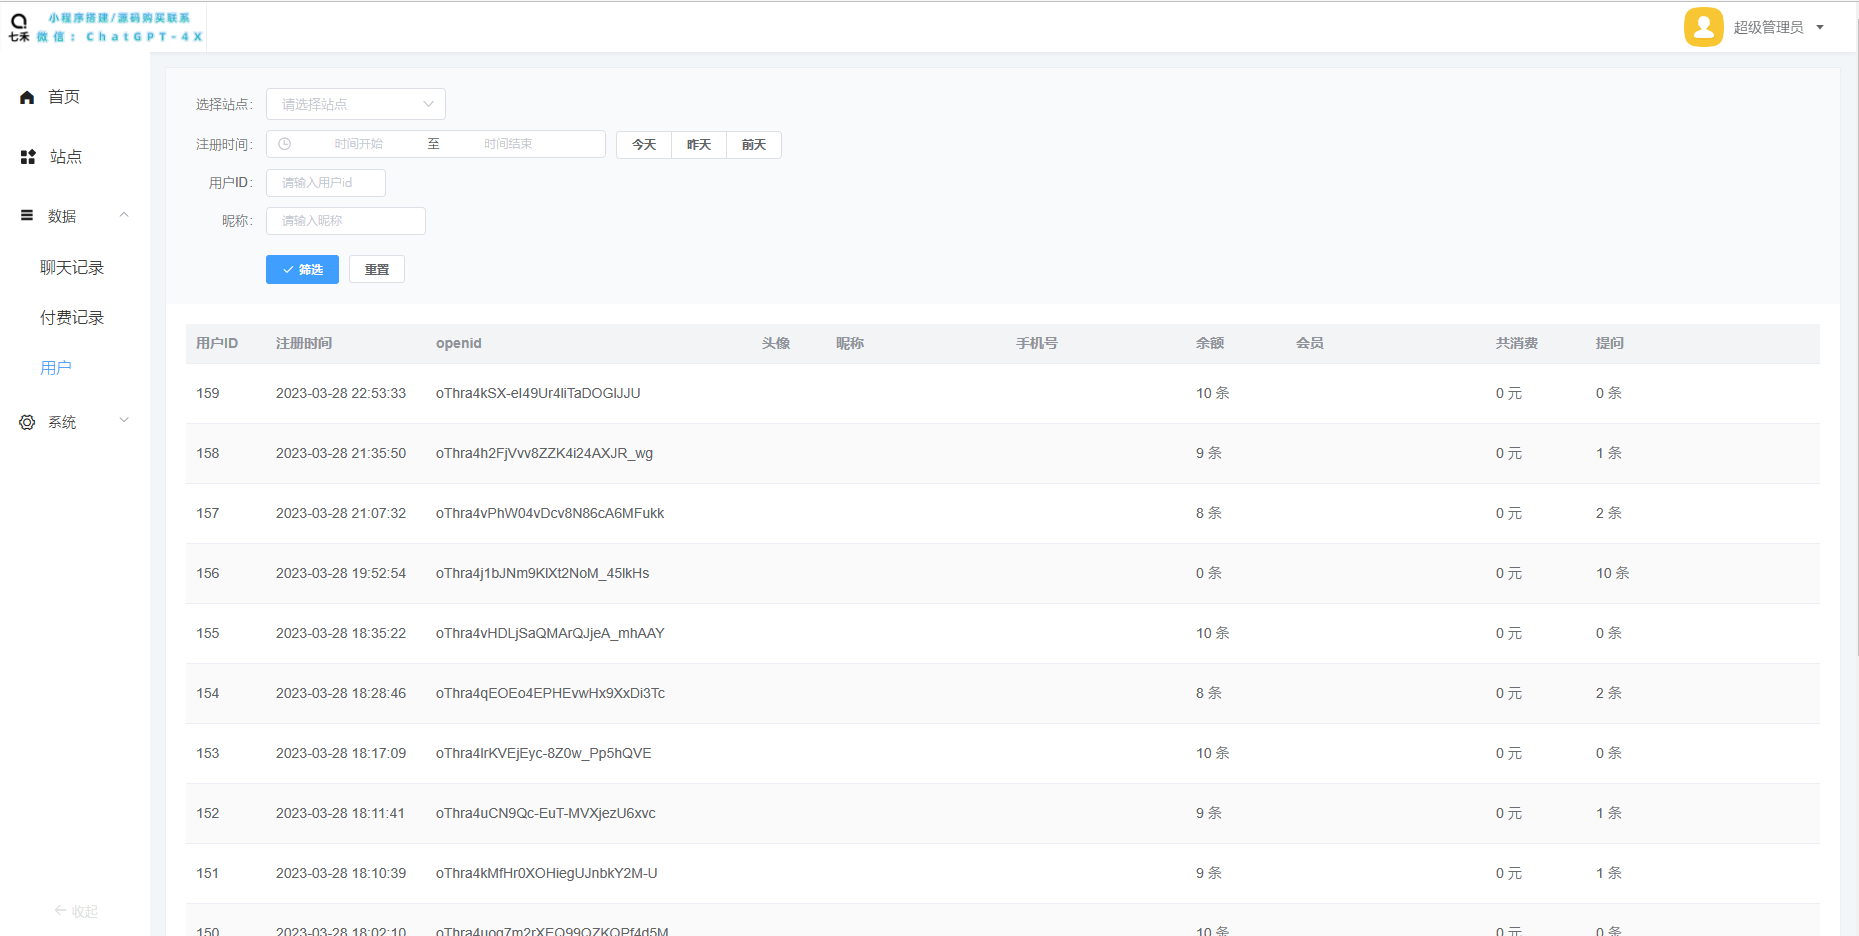 小程序搭建/源码购买联系
七禾 微信：ChatGPT-4X
超级管理员
首页
站点
数据
聊天记录
付费记录
用户
系统
收起
选择站点: 请选择站点
注册时间: 时间开始 至 时间结束 今天 昨天 前天
用户ID: 请输入用户id
昵称: 请输入昵称
筛选 重置
用户ID 注册时间 openid 头像 昵称 手机号 余额 会员 共消费 提问
159 2023-03-28 22:53:33 oThra4kSX-el49Ur4liTaDOGlJJU 10 条 0 元 0 条
158 2023-03-28 21:35:50 oThra4h2FjVvv8ZZK4i24AXJR_wg 9 条 0 元 1 条
157 2023-03-28 21:07:32 oThra4vPhW04vDcv8N86cA6MFukk 8 条 0 元 2 条
156 2023-03-28 19:52:54 oThra4j1bJNm9KlXt2NoM_45lkHs 0 条 0 元 10 条
155 2023-03-28 18:35:22 oThra4vHDLjSaQMArQJjeA_mhAAY 10 条 0 元 0 条
154 2023-03-28 18:28:46 oThra4qEOEo4EPHEvwHx9XxDi3Tc 8 条 0 元 2 条
153 2023-03-28 18:17:09 oThra4lrKVEjEyc-8Z0w_Pp5hQVE 10 条 0 元 0 条
152 2023-03-28 18:11:41 oThra4uCN9Qc-EuT-MVXjezU6xvc 9 条 0 元 1 条
151 2023-03-28 18:10:39 oThra4kMfHr0XOHiegUJnbkY2M-U 9 条 0 元 1 条
150 2023-03-28 18:02:10 10 条 0 元 0 条